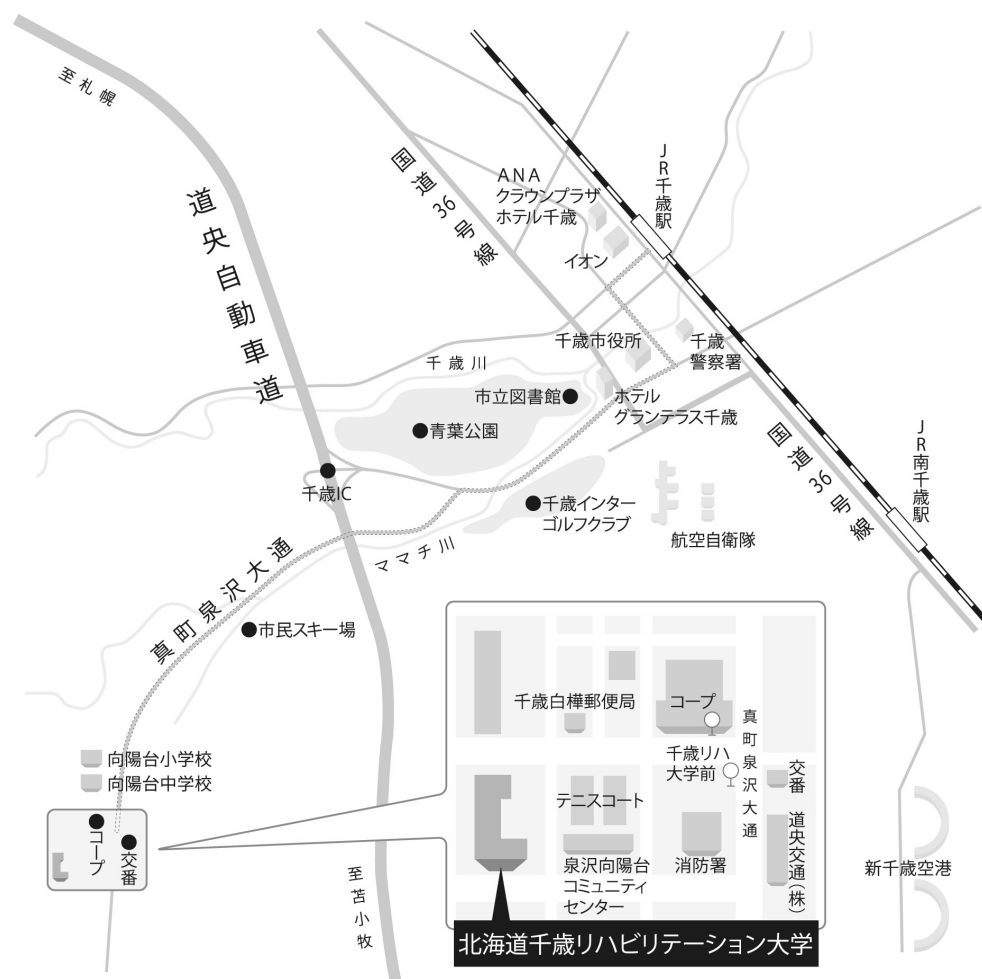 至札幌
道央自動車道
国道36号線
ANA
クラウンプラザ
ホテル千歳
イオン
JR千歳駅
千歳市役所
千歳
警察署
千歳川
市立図書館
ホテル
グランテラス千歳
青葉公園
国道36号線
JR南千歳駅
千歳IC
千歳インター
ゴルフクラブ
航空自衛隊
ママチ川
真町泉沢大通
市民スキー場
向陽台小学校
向陽台中学校
コープ
交番
至苫小牧
新千歳空港
千歳白樺郵便局
コープ
千歳リハ
大学前
真町泉沢大通
交番
テニスコート
泉沢向陽台
コミュニティ
センター
消防署
道央交通(株)
北海道千歳リハビリテーション大学